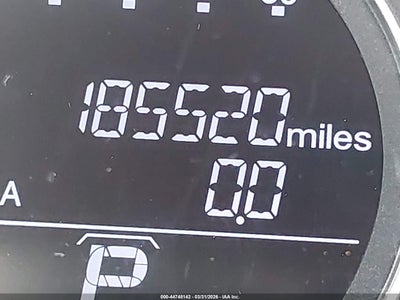 185520 miles
A 0.0
P
000-44748142 - 03/31/2026 - IAA Inc.